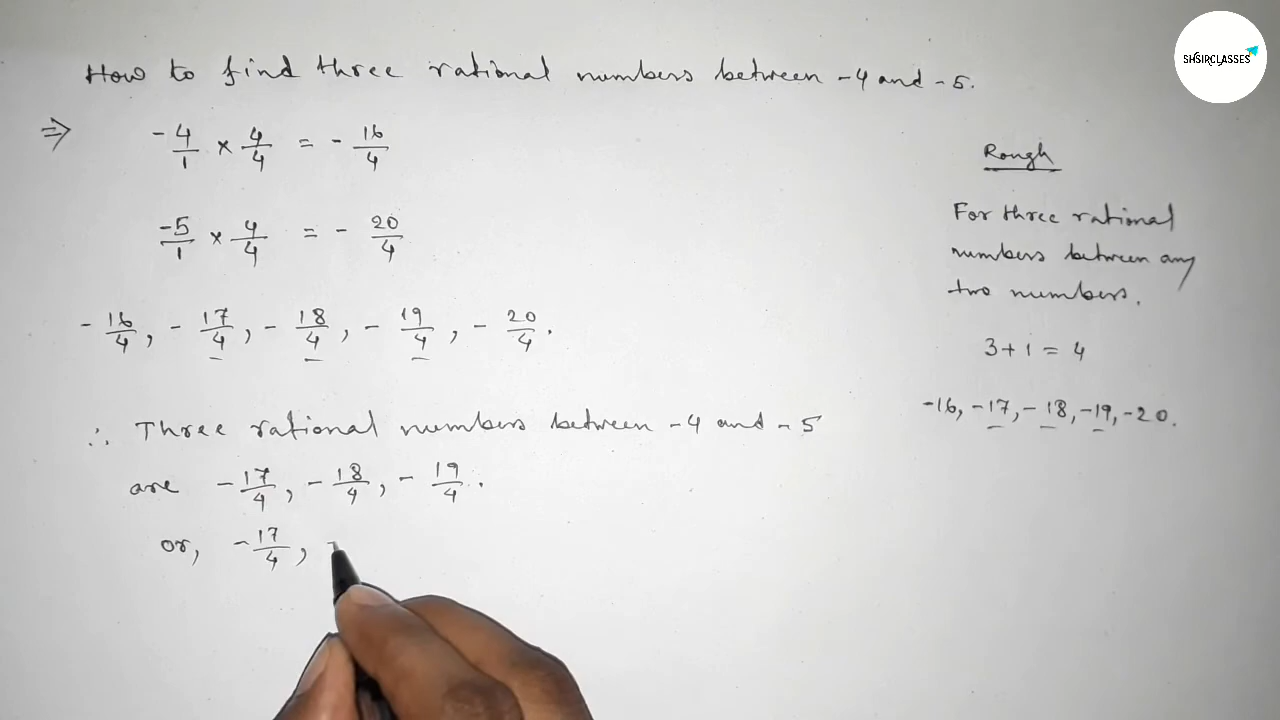 SHSIRCLASSES
How to find three rational numbers between -4 and -5.
⇒ -4/1 × 4/4 = - 16/4
-5/1 × 4/4 = - 20/4
- 16/4, - 17/4, - 18/4, - 19/4, - 20/4.
∴ Three rational numbers between -4 and -5
are - 17/4, - 18/4, - 19/4.
or, - 17/4, -
Rough
For three rational
numbers between any
two numbers.
3+1 = 4
-16, -17, -18, -19, -20.